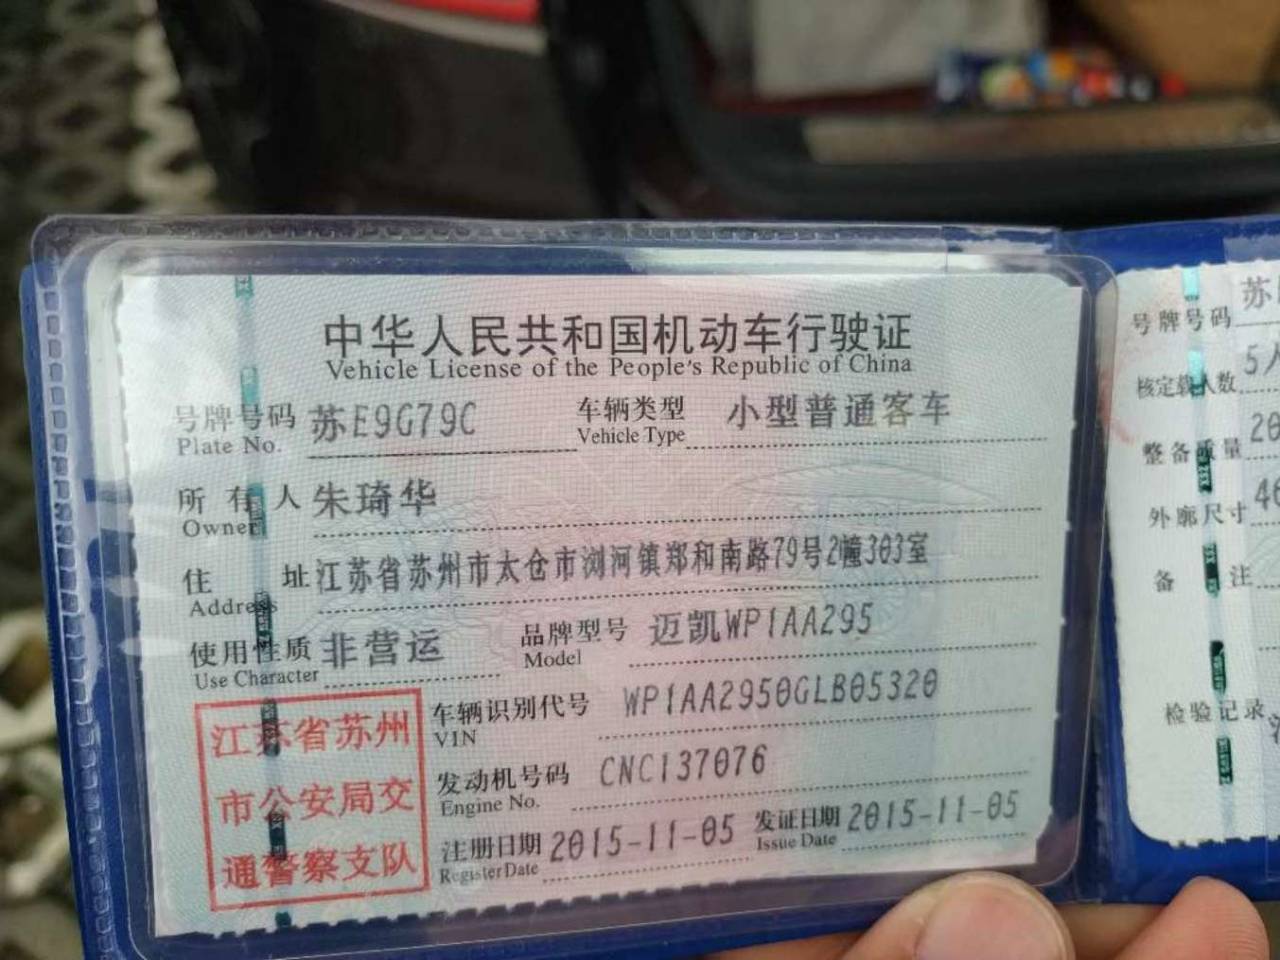 中华人民共和国机动车行驶证
Vehicle License of the People's Republic of China
号牌号码 苏E9G79C 车辆类型 小型普通客车
Plate No. Vehicle Type
所有人 朱琦华
Owner
住址 江苏省苏州市太仓市浏河镇郑和南路79号2幢303室
Address
使用性质 非营运 品牌型号 迈凯WP1AA295
Use Character Model
车辆识别代号 WP1AA2950GLB05320
VIN
发动机号码 CNC137076
Engine No.
注册日期 2015-11-05 发证日期 2015-11-05
Register Date Issue Date
江苏省苏州
市公安局交
通警察支队
号牌号码 苏
核定载人数 5人
整备质量 20
外廓尺寸 46
备注
检验记录